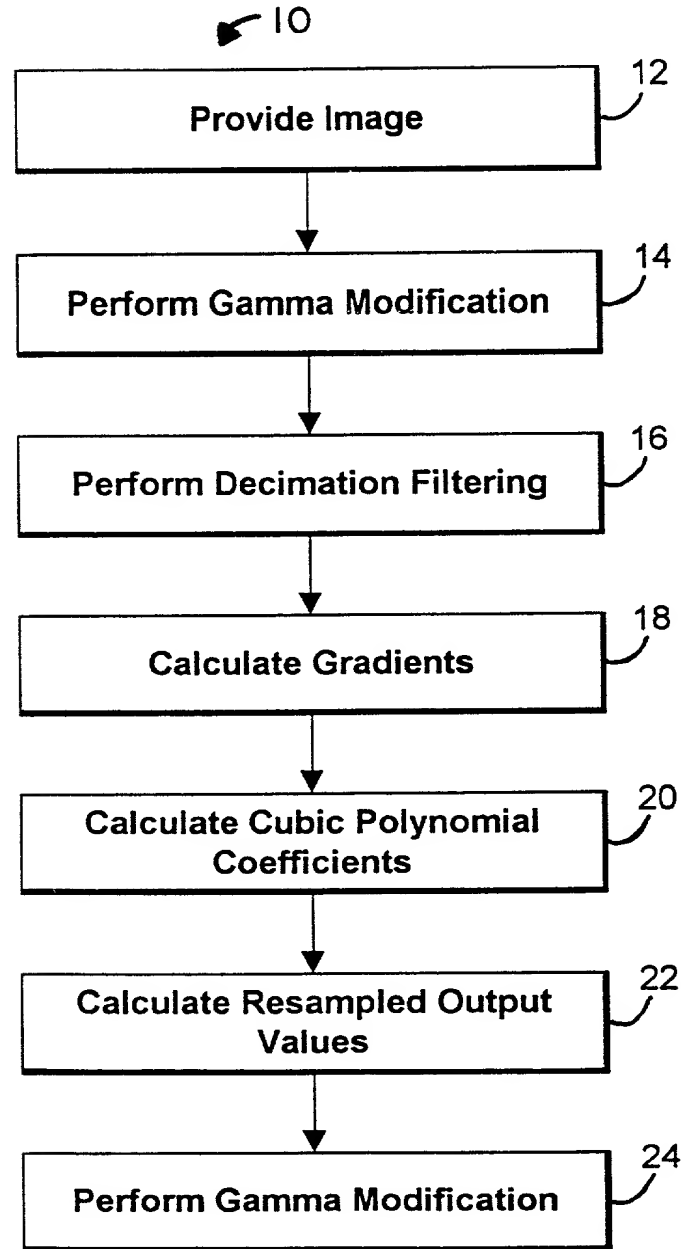 10
12
Provide Image
14
Perform Gamma Modification
16
Perform Decimation Filtering
18
Calculate Gradients
20
Calculate Cubic Polynomial
Coefficients
22
Calculate Resampled Output
Values
24
Perform Gamma Modification